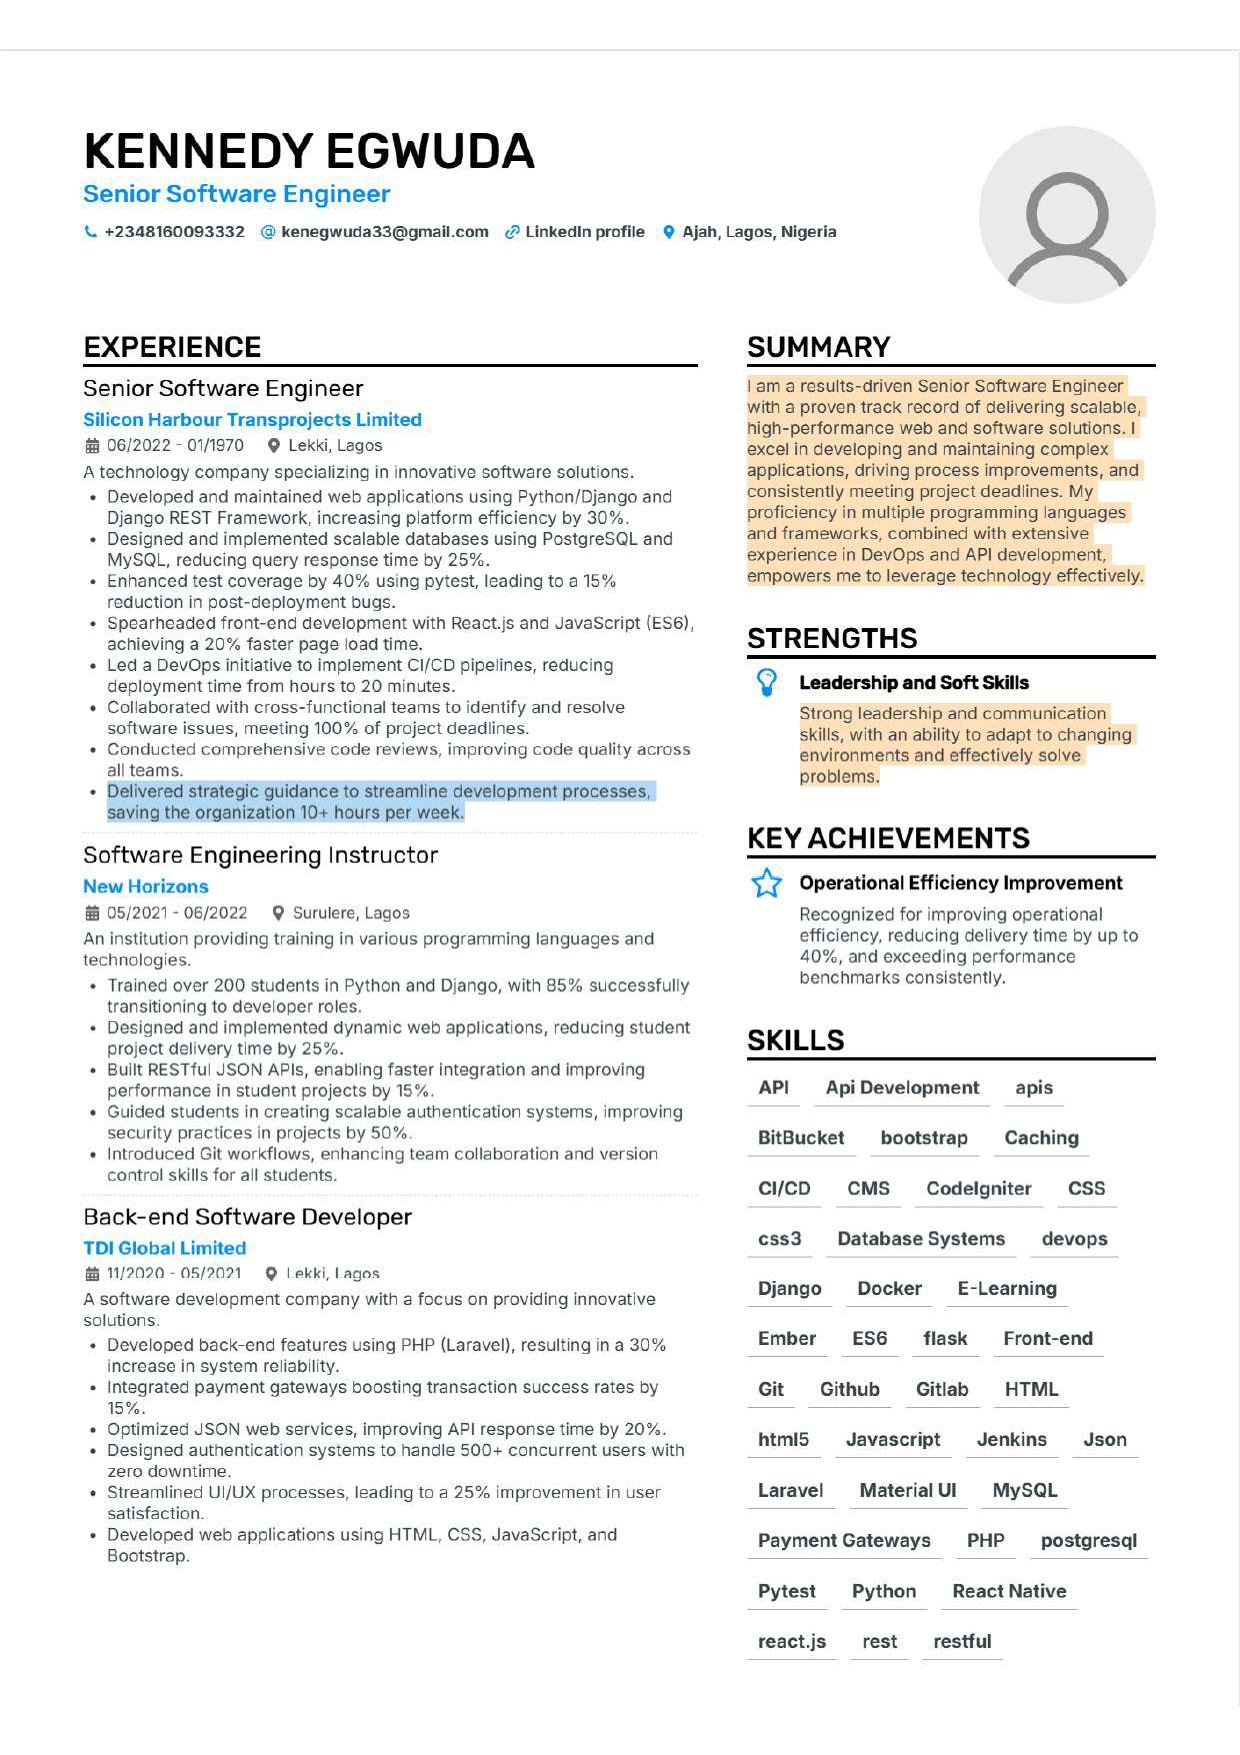 KENNEDY EGWUDA
Senior Software Engineer
+2348160093332 kenegwuda33@gmail.com LinkedIn profile Ajah, Lagos, Nigeria
EXPERIENCE
Senior Software Engineer
Silicon Harbour Transprojects Limited
06/2022 - 01/1970 Lekki, Lagos
A technology company specializing in innovative software solutions.
• Developed and maintained web applications using Python/Django and
Django REST Framework, increasing platform efficiency by 30%.
• Designed and implemented scalable databases using PostgreSQL and
MySQL, reducing query response time by 25%.
• Enhanced test coverage by 40% using pytest, leading to a 15%
reduction in post-deployment bugs.
• Spearheaded front-end development with React.js and JavaScript (ES6),
achieving a 20% faster page load time.
• Led a DevOps initiative to implement CI/CD pipelines, reducing
deployment time from hours to 20 minutes.
• Collaborated with cross-functional teams to identify and resolve
software issues, meeting 100% of project deadlines.
• Conducted comprehensive code reviews, improving code quality across
all teams.
• Delivered strategic guidance to streamline development processes,
saving the organization 10+ hours per week.
Software Engineering Instructor
New Horizons
05/2021 - 06/2022 Surulere, Lagos
An institution providing training in various programming languages and
technologies.
• Trained over 200 students in Python and Django, with 85% successfully
transitioning to developer roles.
• Designed and implemented dynamic web applications, reducing student
project delivery time by 25%.
• Built RESTful JSON APIs, enabling faster integration and improving
performance in student projects by 15%.
• Guided students in creating scalable authentication systems, improving
security practices in projects by 50%.
• Introduced Git workflows, enhancing team collaboration and version
control skills for all students.
Back-end Software Developer
TDI Global Limited
11/2020 - 05/2021 Lekki, Lagos
A software development company with a focus on providing innovative
solutions.
• Developed back-end features using PHP (Laravel), resulting in a 30%
increase in system reliability.
• Integrated payment gateways boosting transaction success rates by
15%.
• Optimized JSON web services, improving API response time by 20%.
• Designed authentication systems to handle 500+ concurrent users with
zero downtime.
• Streamlined UI/UX processes, leading to a 25% improvement in user
satisfaction.
• Developed web applications using HTML, CSS, JavaScript, and
Bootstrap.
SUMMARY
I am a results-driven Senior Software Engineer
with a proven track record of delivering scalable,
high-performance web and software solutions. I
excel in developing and maintaining complex
applications, driving process improvements, and
consistently meeting project deadlines. My
proficiency in multiple programming languages
and frameworks, combined with extensive
experience in DevOps and API development,
empowers me to leverage technology effectively.
STRENGTHS
Leadership and Soft Skills
Strong leadership and communication
skills, with an ability to adapt to changing
environments and effectively solve
problems.
KEY ACHIEVEMENTS
Operational Efficiency Improvement
Recognized for improving operational
efficiency, reducing delivery time by up to
40%, and exceeding performance
benchmarks consistently.
SKILLS
API Api Development apis
BitBucket bootstrap Caching
CI/CD CMS CodeIgniter CSS
css3 Database Systems devops
Django Docker E-Learning
Ember ES6 flask Front-end
Git Github Gitlab HTML
html5 Javascript Jenkins Json
Laravel Material UI MySQL
Payment Gateways PHP postgresql
Pytest Python React Native
react.js rest restful